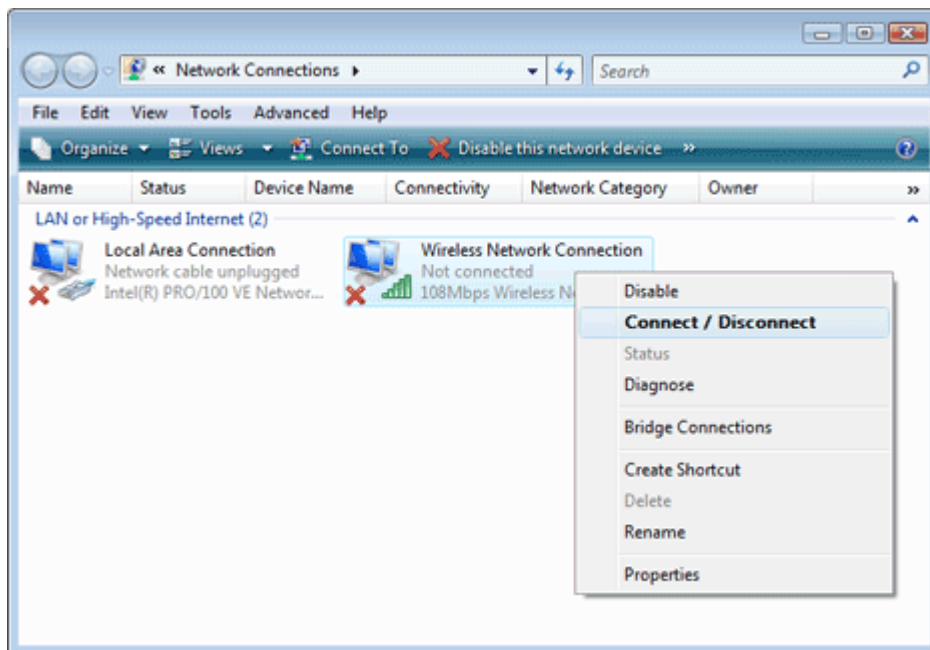 « Network Connections
Search
File Edit View Tools Advanced Help
Organize Views Connect To Disable this network device »
Name Status Device Name Connectivity Network Category Owner »
LAN or High-Speed Internet (2)
Local Area Connection
Network cable unplugged
Intel(R) PRO/100 VE Networ...
Wireless Network Connection
Not connected
108Mbps Wireless
Disable
Connect / Disconnect
Status
Diagnose
Bridge Connections
Create Shortcut
Delete
Rename
Properties